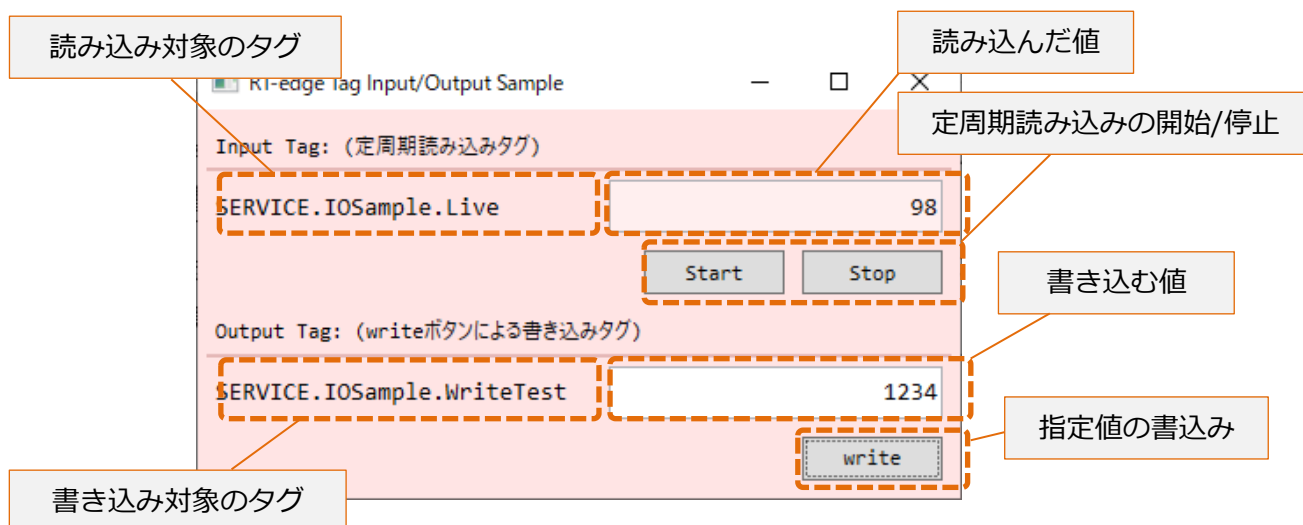 読み込み対象のタグ
読み込んだ値
RT-edge Tag Input/Output Sample
定周期読み込みの開始/停止
Input Tag: (定周期読み込みタグ)
SERVICE.IOSample.Live
98
Start
Stop
書き込む値
Output Tag: (writeボタンによる書き込みタグ)
SERVICE.IOSample.WriteTest
1234
指定値の書込み
write
書き込み対象のタグ